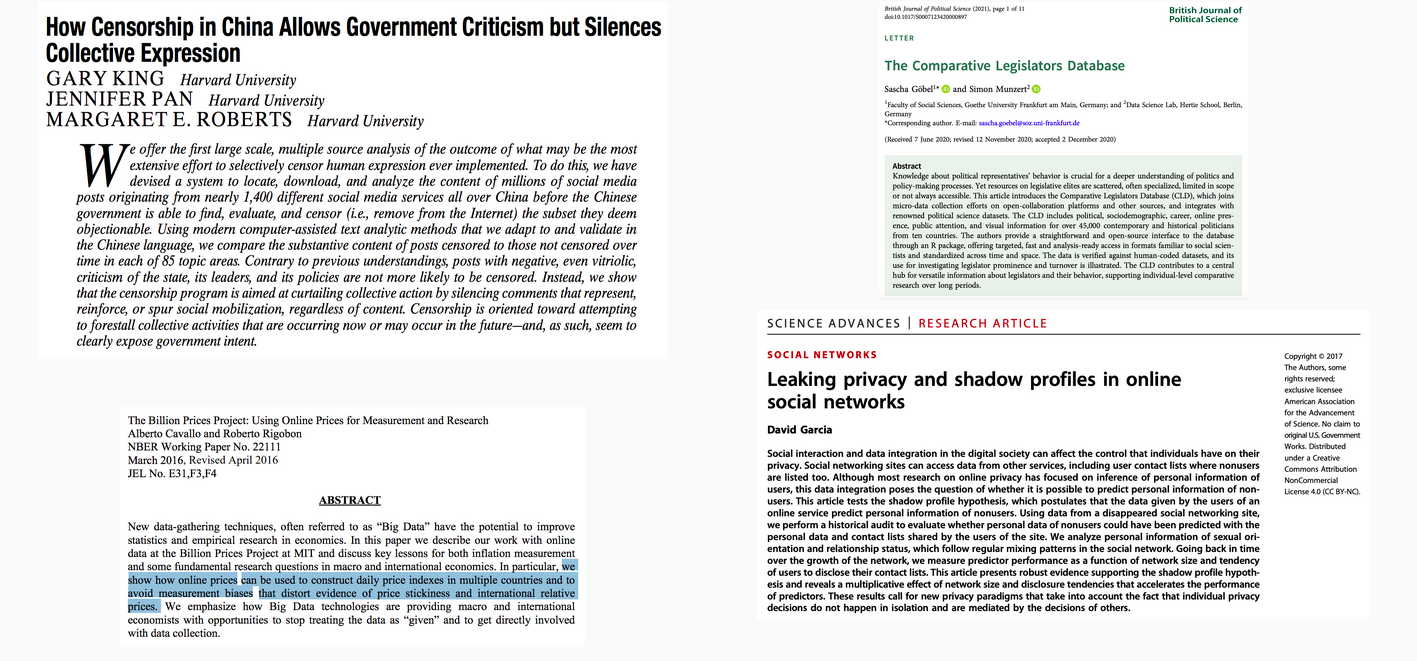 How Censorship in China Allows Government Criticism but Silences
Collective Expression
GARY KING Harvard University
JENNIFER PAN Harvard University
MARGARET E. ROBERTS Harvard University
We offer the first large scale, multiple source analysis of the outcome of what may be the most
extensive effort to selectively censor human expression ever implemented. To do this, we have
devised a system to locate, download, and analyze the content of millions of social media
posts originating from nearly 1,400 different social media services all over China before the Chinese
government is able to find, evaluate, and censor (i.e., remove from the Internet) the subset they deem
objectionable. Using modern computer-assisted text analytic methods that we adapt to and validate in
the Chinese language, we compare the substantive content of posts censored to those not censored over
time in each of 85 topic areas. Contrary to previous understandings, posts with negative, even vitriolic,
criticism of the state, its leaders, and its policies are not more likely to be censored. Instead, we show
that the censorship program is aimed at curtailing collective action by silencing comments that represent,
reinforce, or spur social mobilization, regardless of content. Censorship is oriented toward attempting
to forestall collective activities that are occurring now or may occur in the future—and, as such, seem to
clearly expose government intent.
British Journal of Political Science (2021), page 1 of 11
doi:10.1017/S0007123420000897
British Journal of
Political Science
LETTER
The Comparative Legislators Database
Sascha Göbel1* iD and Simon Munzert2 iD
1Faculty of Social Sciences, Goethe University Frankfurt am Main, Germany; and 2Data Science Lab, Hertie School, Berlin,
Germany
*Corresponding author. E-mail: sascha.goebel@soz.uni-frankfurt.de
(Received 7 June 2020; revised 12 November 2020; accepted 2 December 2020)
Abstract
Knowledge about political representatives' behavior is crucial for a deeper understanding of politics and
policy-making processes. Yet resources on legislative elites are scattered, often specialized, limited in scope
or not always accessible. This article introduces the Comparative Legislators Database (CLD), which joins
micro-data collection efforts on open-collaboration platforms and other sources, and integrates with
renowned political science datasets. The CLD includes political, sociodemographic, career, online pres-
ence, public attention, and visual information for over 45,000 contemporary and historical politicians
from ten countries. The authors provide a straightforward and open-source interface to the database
through an R package, offering targeted, fast and analysis-ready access in formats familiar to social scien-
tists and standardized across time and space. The data is verified against human-coded datasets, and its
use for investigating legislator prominence and turnover is illustrated. The CLD contributes to a central
hub for versatile information about legislators and their behavior, supporting individual-level comparative
research over long periods.
The Billion Prices Project: Using Online Prices for Measurement and Research
Alberto Cavallo and Roberto Rigobon
NBER Working Paper No. 22111
March 2016, Revised April 2016
JEL No. E31,F3,F4
ABSTRACT
New data-gathering techniques, often referred to as “Big Data” have the potential to improve
statistics and empirical research in economics. In this paper we describe our work with online
data at the Billion Prices Project at MIT and discuss key lessons for both inflation measurement
and some fundamental research questions in macro and international economics. In particular, we
show how online prices can be used to construct daily price indexes in multiple countries and to
avoid measurement biases that distort evidence of price stickiness and international relative
prices. We emphasize how Big Data technologies are providing macro and international
economists with opportunities to stop treating the data as “given” and to get directly involved
with data collection.
SCIENCE ADVANCES | RESEARCH ARTICLE
SOCIAL NETWORKS
Leaking privacy and shadow profiles in online
social networks
David Garcia
Social interaction and data integration in the digital society can affect the control that individuals have on their
privacy. Social networking sites can access data from other services, including user contact lists where nonusers
are listed too. Although most research on online privacy has focused on inference of personal information of
users, this data integration poses the question of whether it is possible to predict personal information of non-
users. This article tests the shadow profile hypothesis, which postulates that the data given by the users of an
online service predict personal information of nonusers. Using data from a disappeared social networking site,
we perform a historical audit to evaluate whether personal data of nonusers could have been predicted with the
personal data and contact lists shared by the users of the site. We analyze personal information of sexual ori-
entation and relationship status, which follow regular mixing patterns in the social network. Going back in time
over the growth of the network, we measure predictor performance as a function of network size and tendency
of users to disclose their contact lists. This article presents robust evidence supporting the shadow profile hypoth-
esis and reveals a multiplicative effect of network size and disclosure tendencies that accelerates the performance
of predictors. These results call for new privacy paradigms that take into account the fact that individual privacy
decisions do not happen in isolation and are mediated by the decisions of others.
Copyright © 2017
The Authors, some
rights reserved;
exclusive licensee
American Association
for the Advancement
of Science. No claim to
original U.S. Government
Works. Distributed
under a Creative
Commons Attribution
NonCommercial
License 4.0 (CC BY-NC).